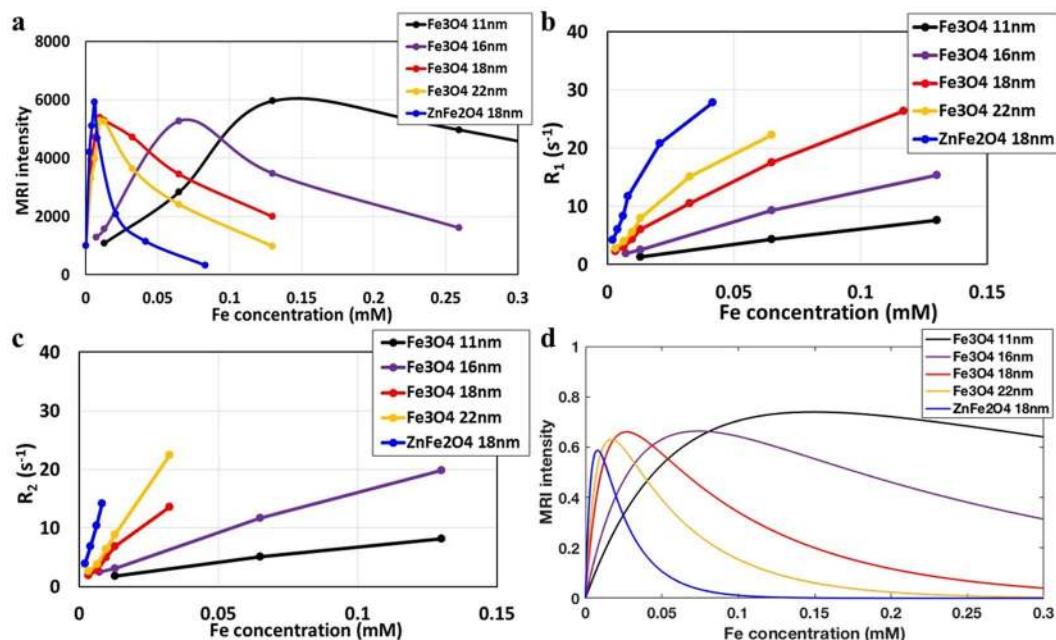 a
8000
6000
4000
2000
0
MRI intensity
0 0.05 0.1 0.15 0.2 0.25 0.3
Fe concentration (mM)
Fe3O4 11nm
Fe3O4 16nm
Fe3O4 18nm
Fe3O4 22nm
ZnFe2O4 18nm
b
40
30
20
10
0
R1 (s-1)
0 0.05 0.1 0.15
Fe concentration (mM)
Fe3O4 11nm
Fe3O4 16nm
Fe3O4 18nm
Fe3O4 22nm
ZnFe2O4 18nm
c
40
30
20
10
0
R2 (s-1)
0 0.05 0.1 0.15
Fe concentration (mM)
Fe3O4 11nm
Fe3O4 16nm
Fe3O4 18nm
Fe3O4 22nm
ZnFe2O4 18nm
d
1
0.8
0.6
0.4
0.2
0
MRI intensity
0 0.05 0.1 0.15 0.2 0.25 0.3
Fe concentration (mM)
Fe3O4 11nm
Fe3O4 16nm
Fe3O4 18nm
Fe3O4 22nm
ZnFe2O4 18nm